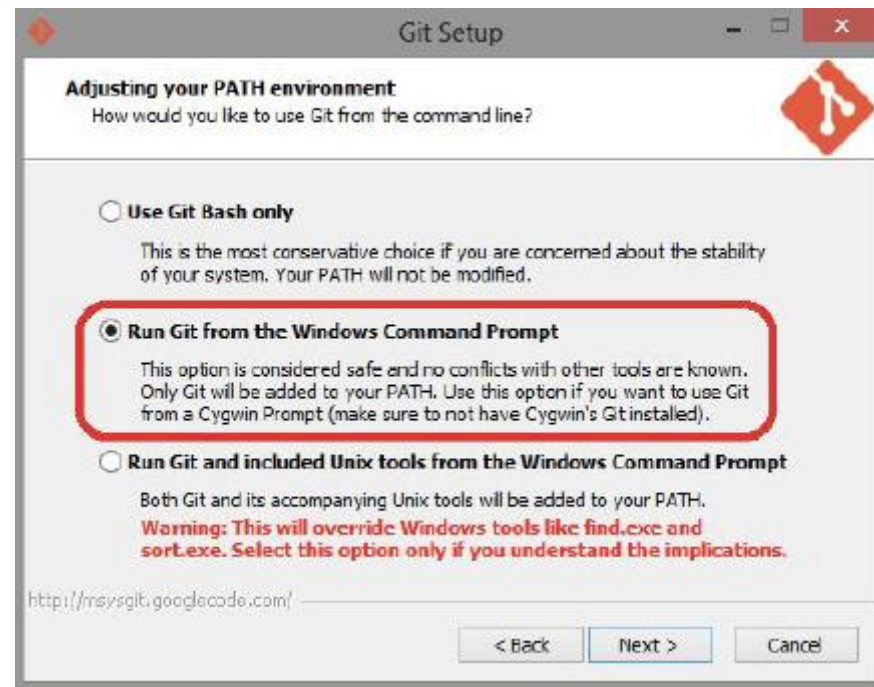 Git Setup
Adjusting your PATH environment
How would you like to use Git from the command line?
Use Git Bash only
This is the most conservative choice if you are concerned about the stability
of your system. Your PATH will not be modified.
Run Git from the Windows Command Prompt
This option is considered safe and no conflicts with other tools are known.
Only Git will be added to your PATH. Use this option if you want to use Git
from a Cygwin Prompt (make sure to not have Cygwin's Git installed).
Run Git and included Unix tools from the Windows Command Prompt
Both Git and its accompanying Unix tools will be added to your PATH.
Warning: This will override Windows tools like find.exe and
sort.exe. Select this option only if you understand the implications.
http://msysgit.googlecode.com/
< Back Next > Cancel